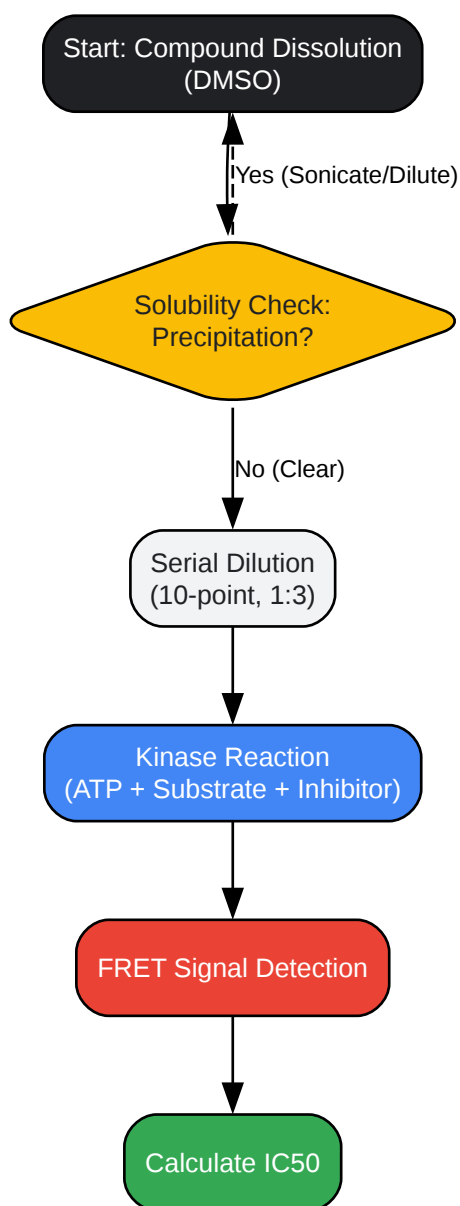 Start: Compound Dissolution
(DMSO)
Yes (Sonicate/Dilute)
Solubility Check:
Precipitation?
No (Clear)
Serial Dilution
(10-point, 1:3)
Kinase Reaction
(ATP + Substrate + Inhibitor)
FRET Signal Detection
Calculate IC50